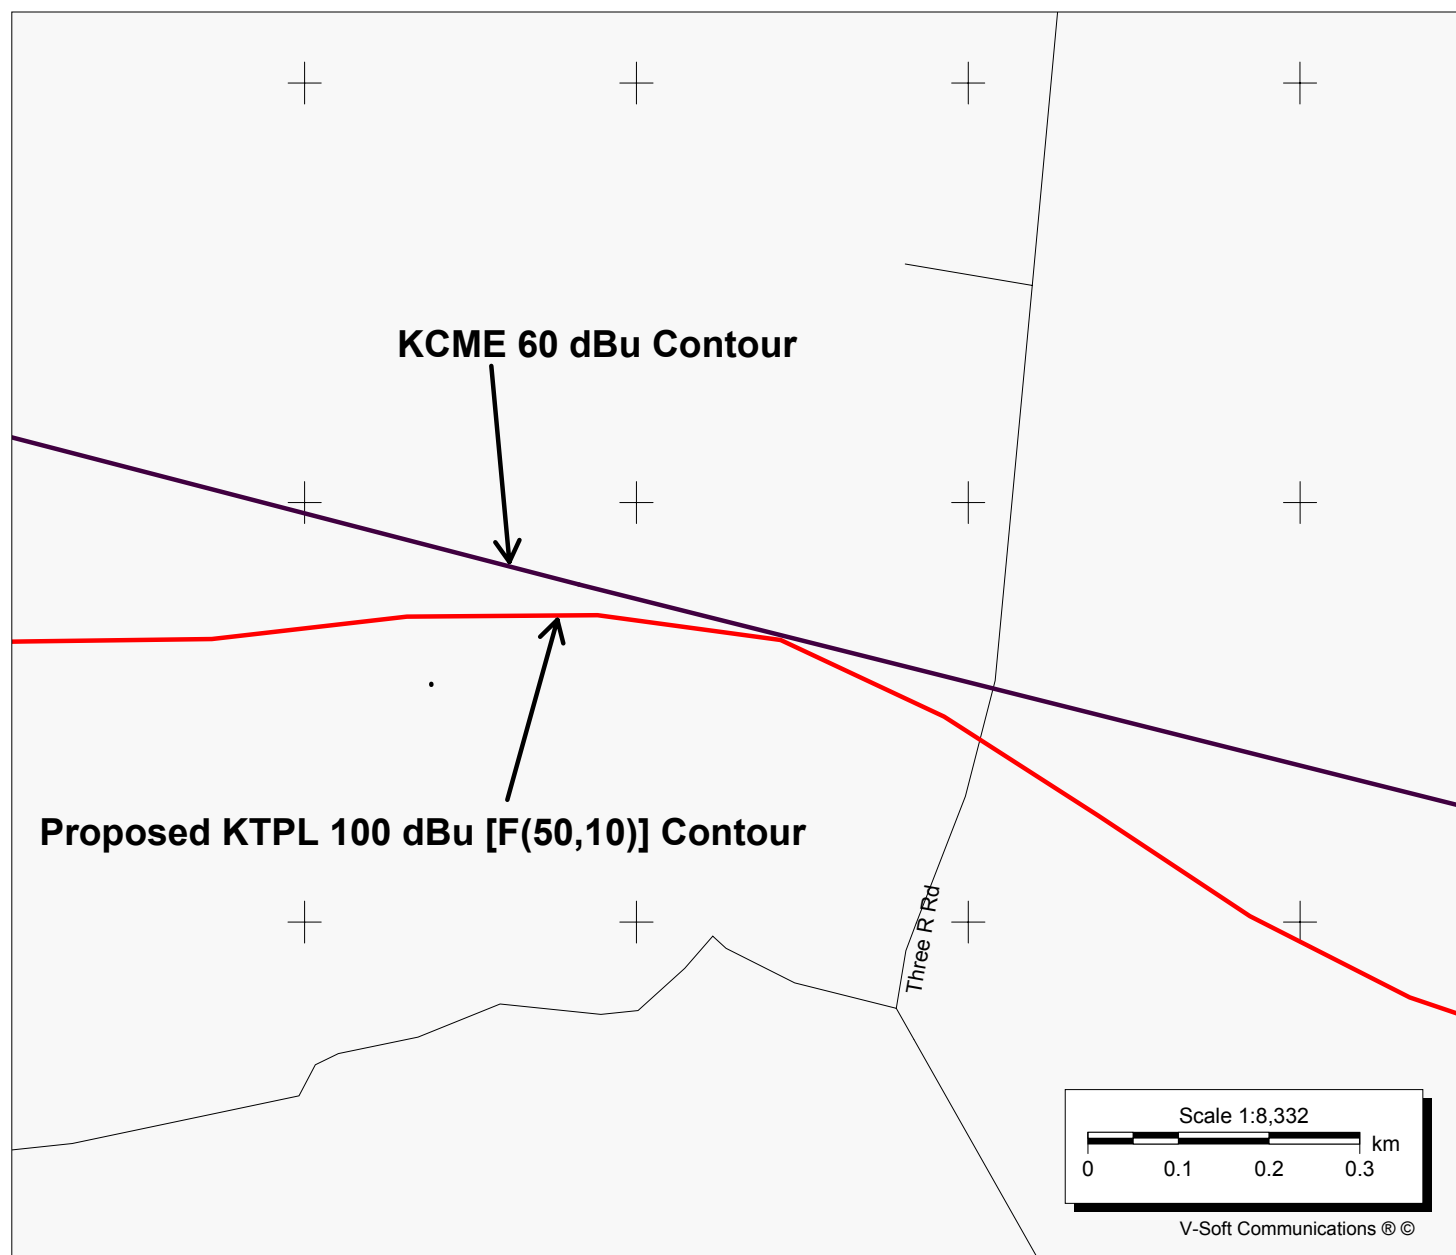 KCME 60 dBu Contour
Proposed KTPL 100 dBu [F(50,10)] Contour
Three R Rd
Scale 1:8,332
km
0 0.1 0.2 0.3
V-Soft Communications ® ©